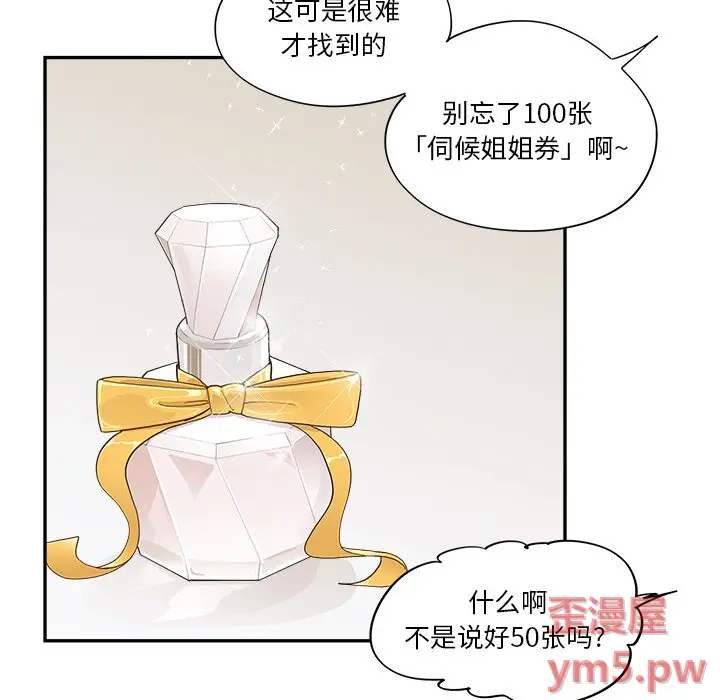 这可是很难
才找到的
别忘了100张
「伺候姐姐券」啊~
什么啊
不是说好50张吗?
歪漫屋
ym5.pw